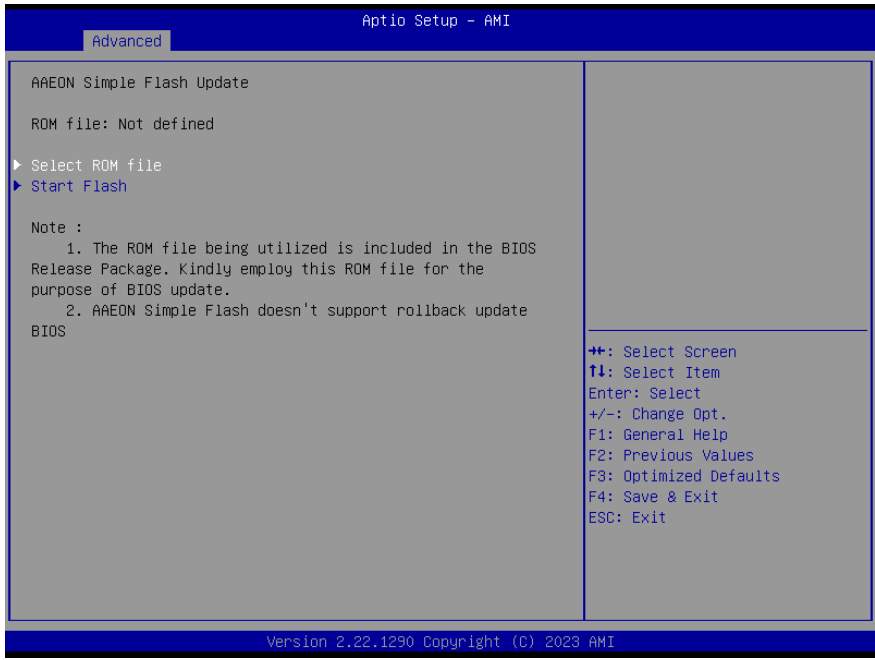 Aptio Setup – AMI
Advanced
AAEON Simple Flash Update
ROM file: Not defined
Select ROM file
Start Flash
Note :
1. The ROM file being utilized is included in the BIOS
Release Package. Kindly employ this ROM file for the
purpose of BIOS update.
2. AAEON Simple Flash doesn't support rollback update
BIOS
→←: Select Screen
↑↓: Select Item
Enter: Select
+/-: Change Opt.
F1: General Help
F2: Previous Values
F3: Optimized Defaults
F4: Save & Exit
ESC: Exit
Version 2.22.1290 Copyright (C) 2023 AMI